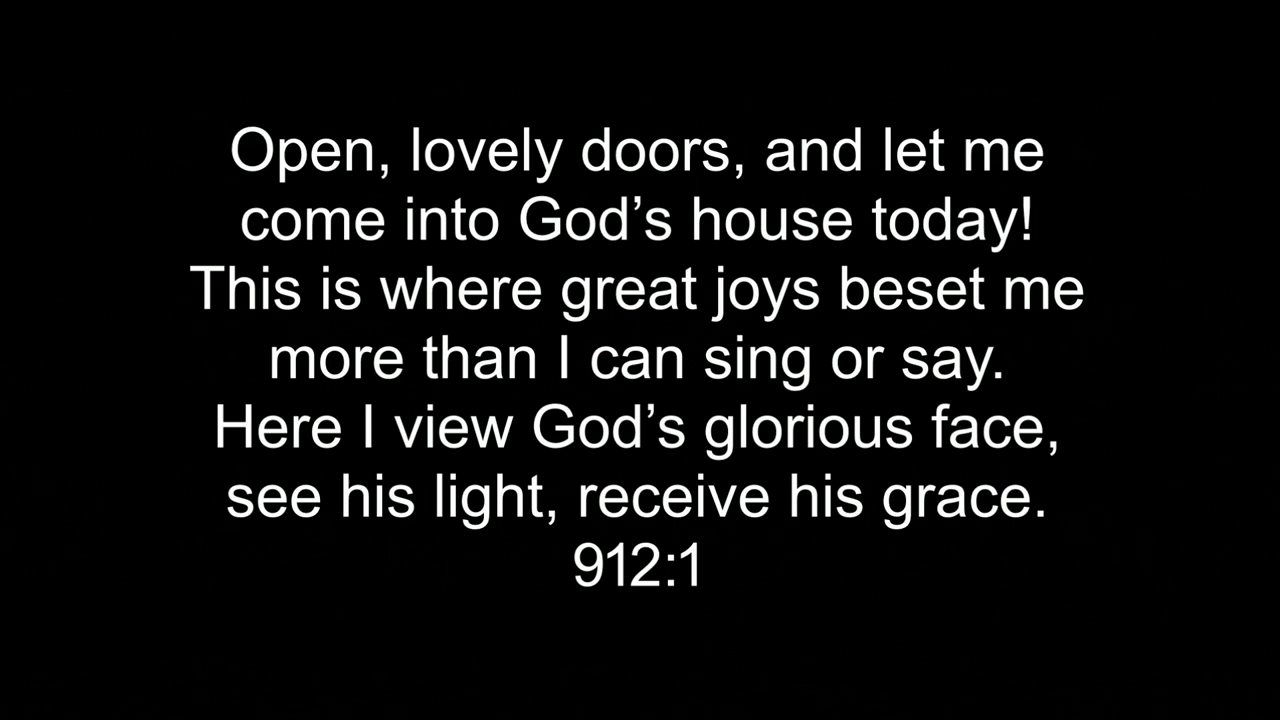 Open, lovely doors, and let me
come into God’s house today!
This is where great joys beset me
more than I can sing or say.
Here I view God’s glorious face,
see his light, receive his grace.
912:1